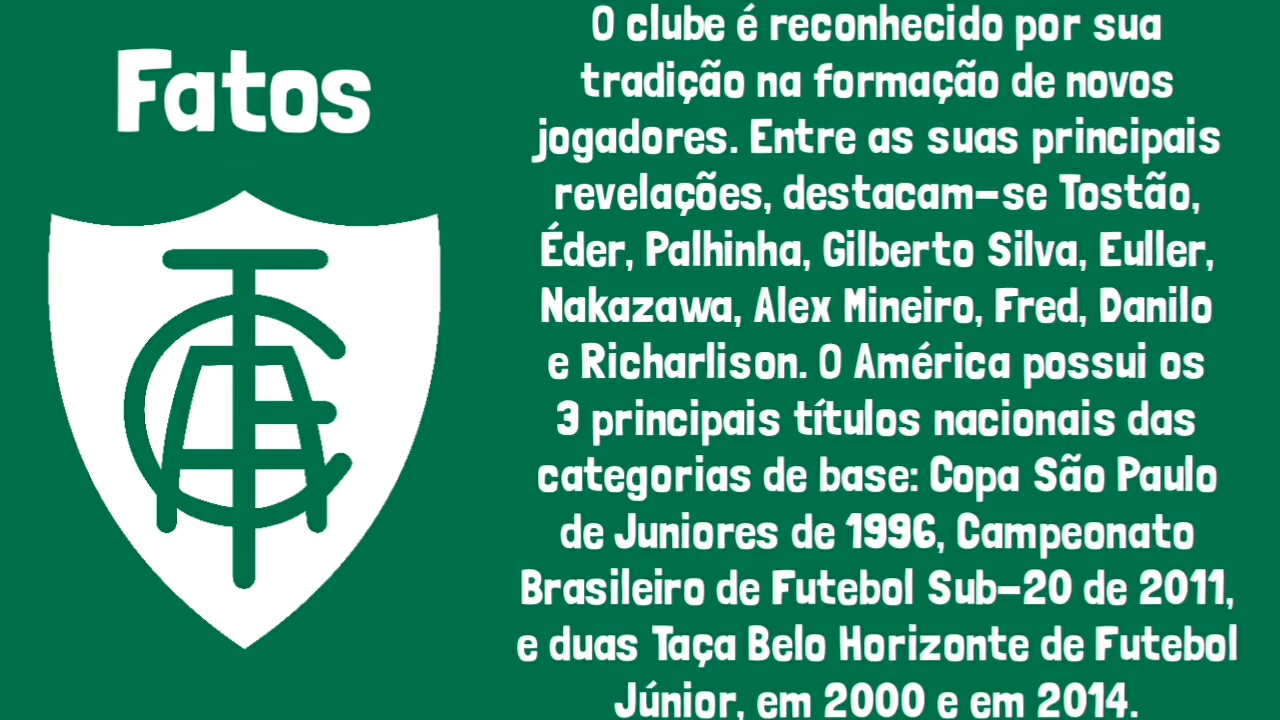 Fatos
O clube é reconhecido por sua
tradição na formação de novos
jogadores. Entre as suas principais
revelações, destacam-se Tostão,
Éder, Palhinha, Gilberto Silva, Euller,
Nakazawa, Alex Mineiro, Fred, Danilo
e Richarlison. O América possui os
3 principais títulos nacionais das
categorias de base: Copa São Paulo
de Juniores de 1996, Campeonato
Brasileiro de Futebol Sub-20 de 2011,
e duas Taça Belo Horizonte de Futebol
Júnior, em 2000 e em 2014.